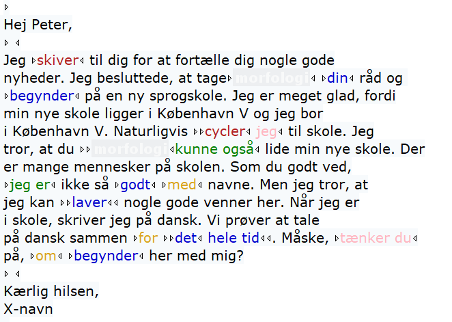 Hej Peter,
Jeg skiver til dig for at fortælle dig nogle gode
nyheder. Jeg besluttede, at tage morfologi din råd og
begynder på en ny sprogskole. Jeg er meget glad, fordi
min nye skole ligger i København V og jeg bor
i København V. Naturligvis cycler jeg til skole. Jeg
tror, at du morfologi kunne også lide min nye skole. Der
er mange mennesker på skolen. Som du godt ved,
jeg er ikke så godt med navne. Men jeg tror, at
jeg kan laver nogle gode venner her. Når jeg er
i skole, skriver jeg på dansk. Vi prøver at tale
på dansk sammen for det hele tid. Måske, tænker du
på, om begynder her med mig?
Kærlig hilsen,
X-navn